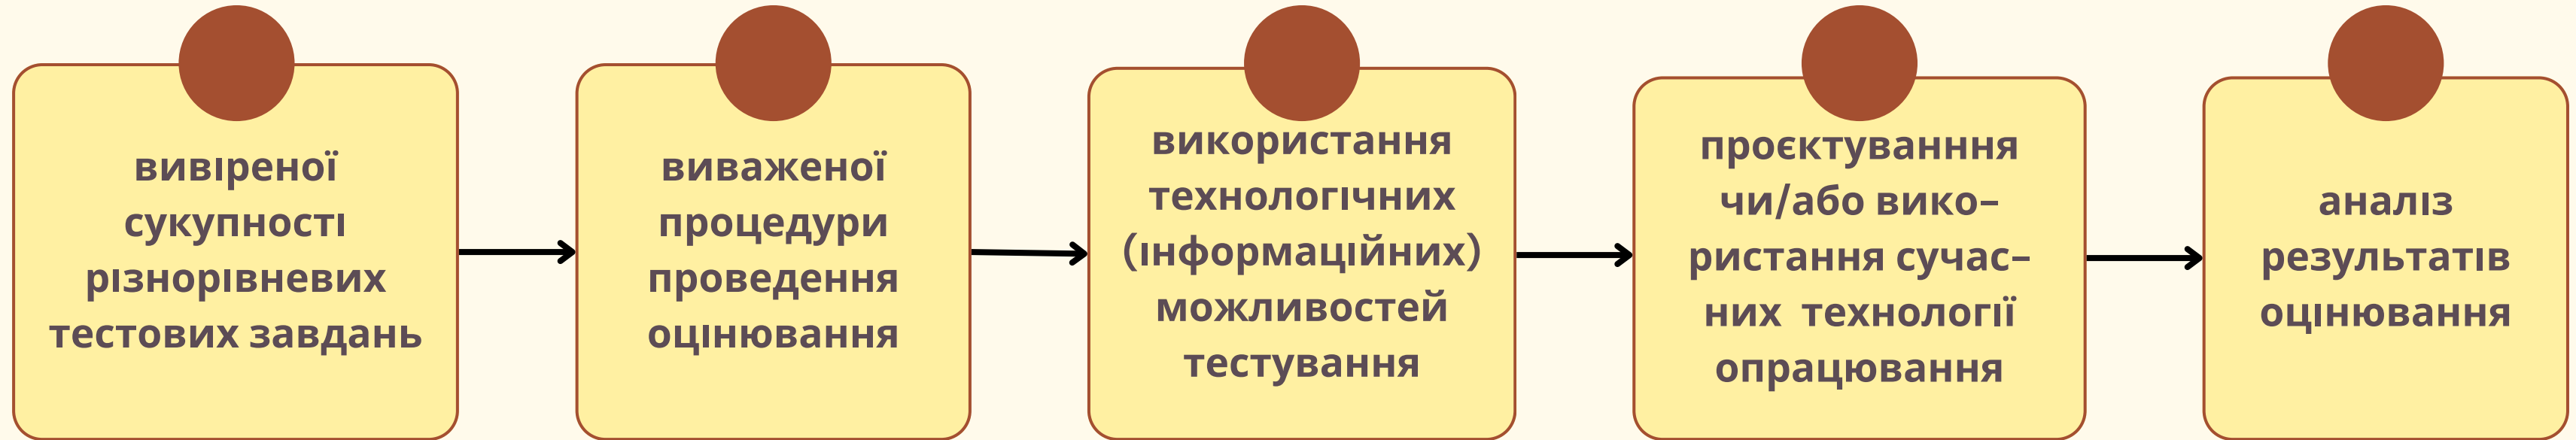 вивіреної
сукупності
різнорівневих
тестових завдань
виваженої
процедури
проведення
оцінювання
використання
технологічних
(інформаційних)
можливостей
тестування
проєктуванння
чи/або вико–
ристання сучас–
них  технології
опрацювання
аналіз
результатів
оцінювання